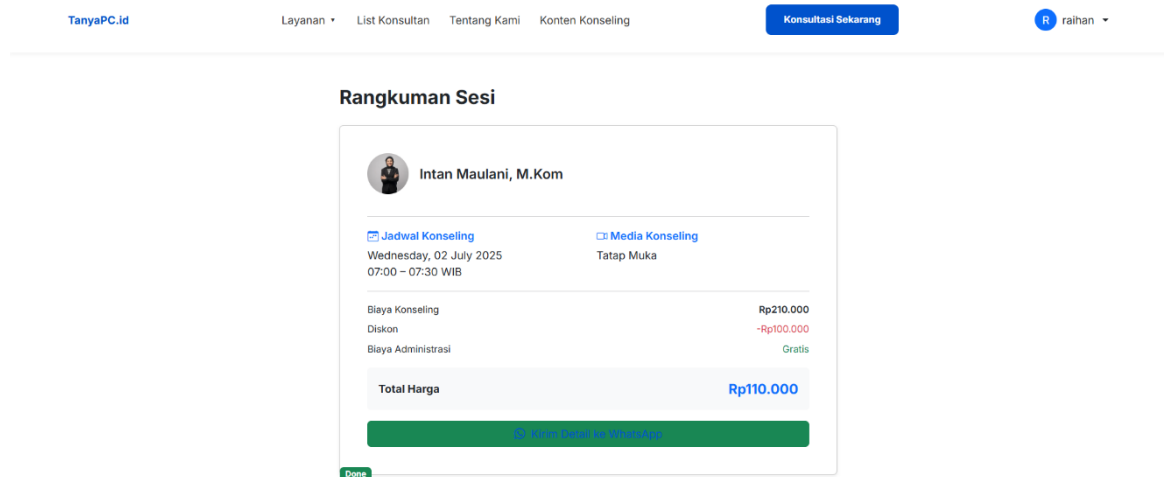 TanyaPC.id
Layanan
List Konsultan
Tentang Kami
Konten Konseling
Konsultasi Sekarang
R raihan
Rangkuman Sesi
Intan Maulani, M.Kom
Jadwal Konseling
Wednesday, 02 July 2025
07:00 – 07:30 WIB
Media Konseling
Tatap Muka
Biaya Konseling Rp210.000
Diskon -Rp100.000
Biaya Administrasi Gratis
Total Harga Rp110.000
Kirim Detail ke WhatsApp
Done